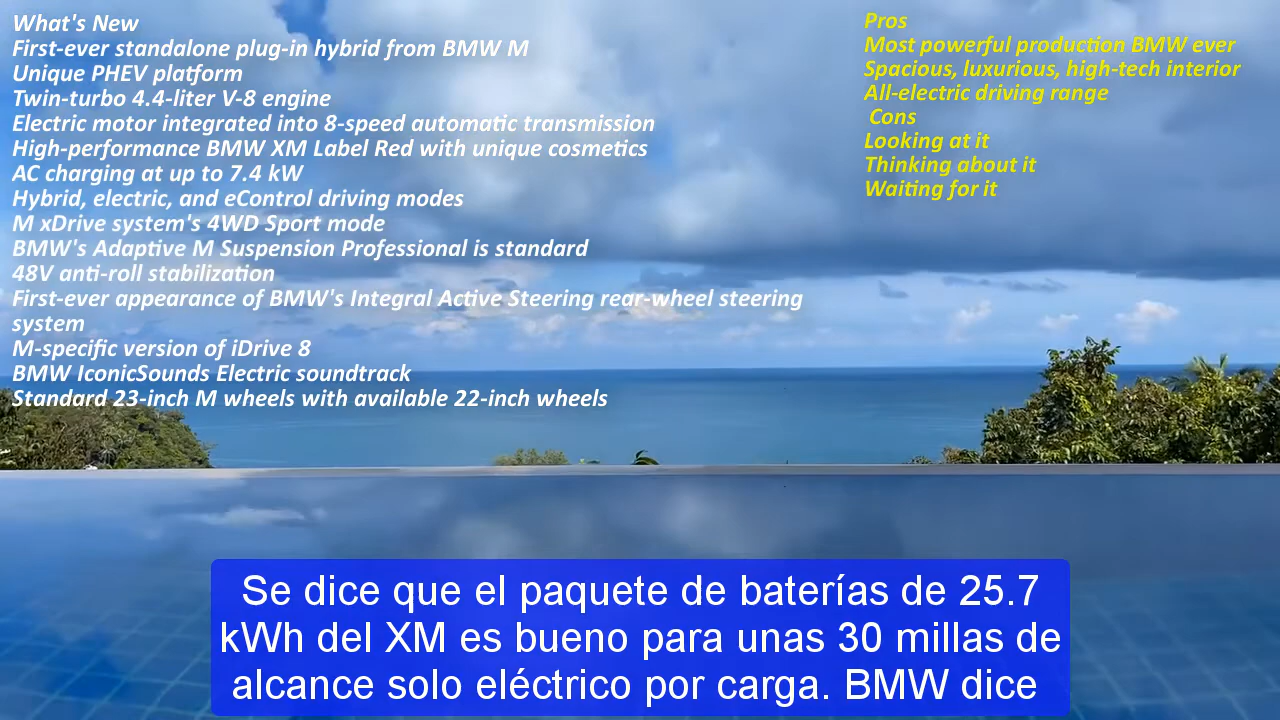 What's New
First-ever standalone plug-in hybrid from BMW M
Unique PHEV platform
Twin-turbo 4.4-liter V-8 engine
Electric motor integrated into 8-speed automatic transmission
High-performance BMW XM Label Red with unique cosmetics
AC charging at up to 7.4 kW
Hybrid, electric, and eControl driving modes
M xDrive system's 4WD Sport mode
BMW's Adaptive M Suspension Professional is standard
48V anti-roll stabilization
First-ever appearance of BMW's Integral Active Steering rear-wheel steering
system
M-specific version of iDrive 8
BMW IconicSounds Electric soundtrack
Standard 23-inch M wheels with available 22-inch wheels
Pros
Most powerful production BMW ever
Spacious, luxurious, high-tech interior
All-electric driving range
Cons
Looking at it
Thinking about it
Waiting for it
Se dice que el paquete de baterías de 25.7
kWh del XM es bueno para unas 30 millas de
alcance solo eléctrico por carga. BMW dice